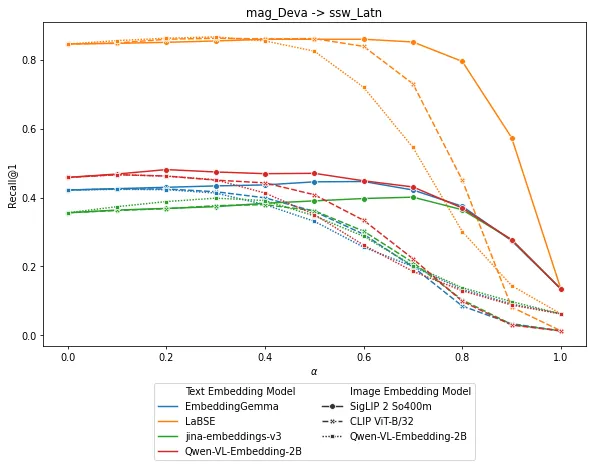 mag_Deva -> ssw_Latn
Recall@1
0.8
0.6
0.4
0.2
0.0
0.0 0.2 0.4 0.6 0.8 1.0
α
Text Embedding Model
EmbeddingGemma
LaBSE
jina-embeddings-v3
Qwen-VL-Embedding-2B
Image Embedding Model
SigLIP 2 So400m
CLIP ViT-B/32
Qwen-VL-Embedding-2B